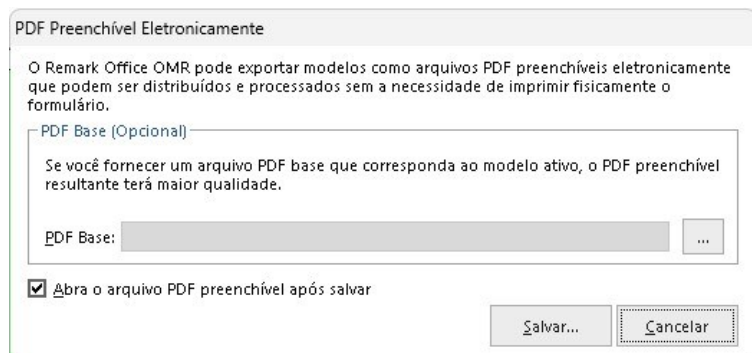 PDF Preenchível Eletronicamente
O Remark Office OMR pode exportar modelos como arquivos PDF preenchíveis eletronicamente
que podem ser distribuídos e processados sem a necessidade de imprimir fisicamente o
formulário.
PDF Base (Opcional)
Se você fornecer um arquivo PDF base que corresponda ao modelo ativo, o PDF preenchível
resultante terá maior qualidade.
PDF Base:
...
Abra o arquivo PDF preenchível após salvar
Salvar...
Cancelar